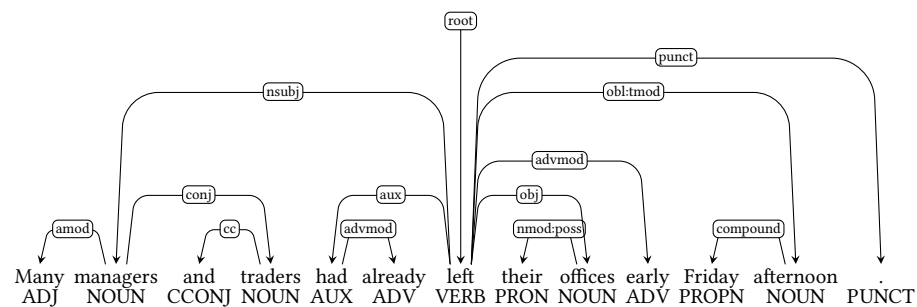 root
punct
nsubj obl:tmod
advmod
conj aux obj
amod cc advmod nmod:poss compound
Many managers and traders had already left their offices early Friday afternoon .
ADJ NOUN CCONJ NOUN AUX ADV VERB PRON NOUN ADV PROPN NOUN PUNCT